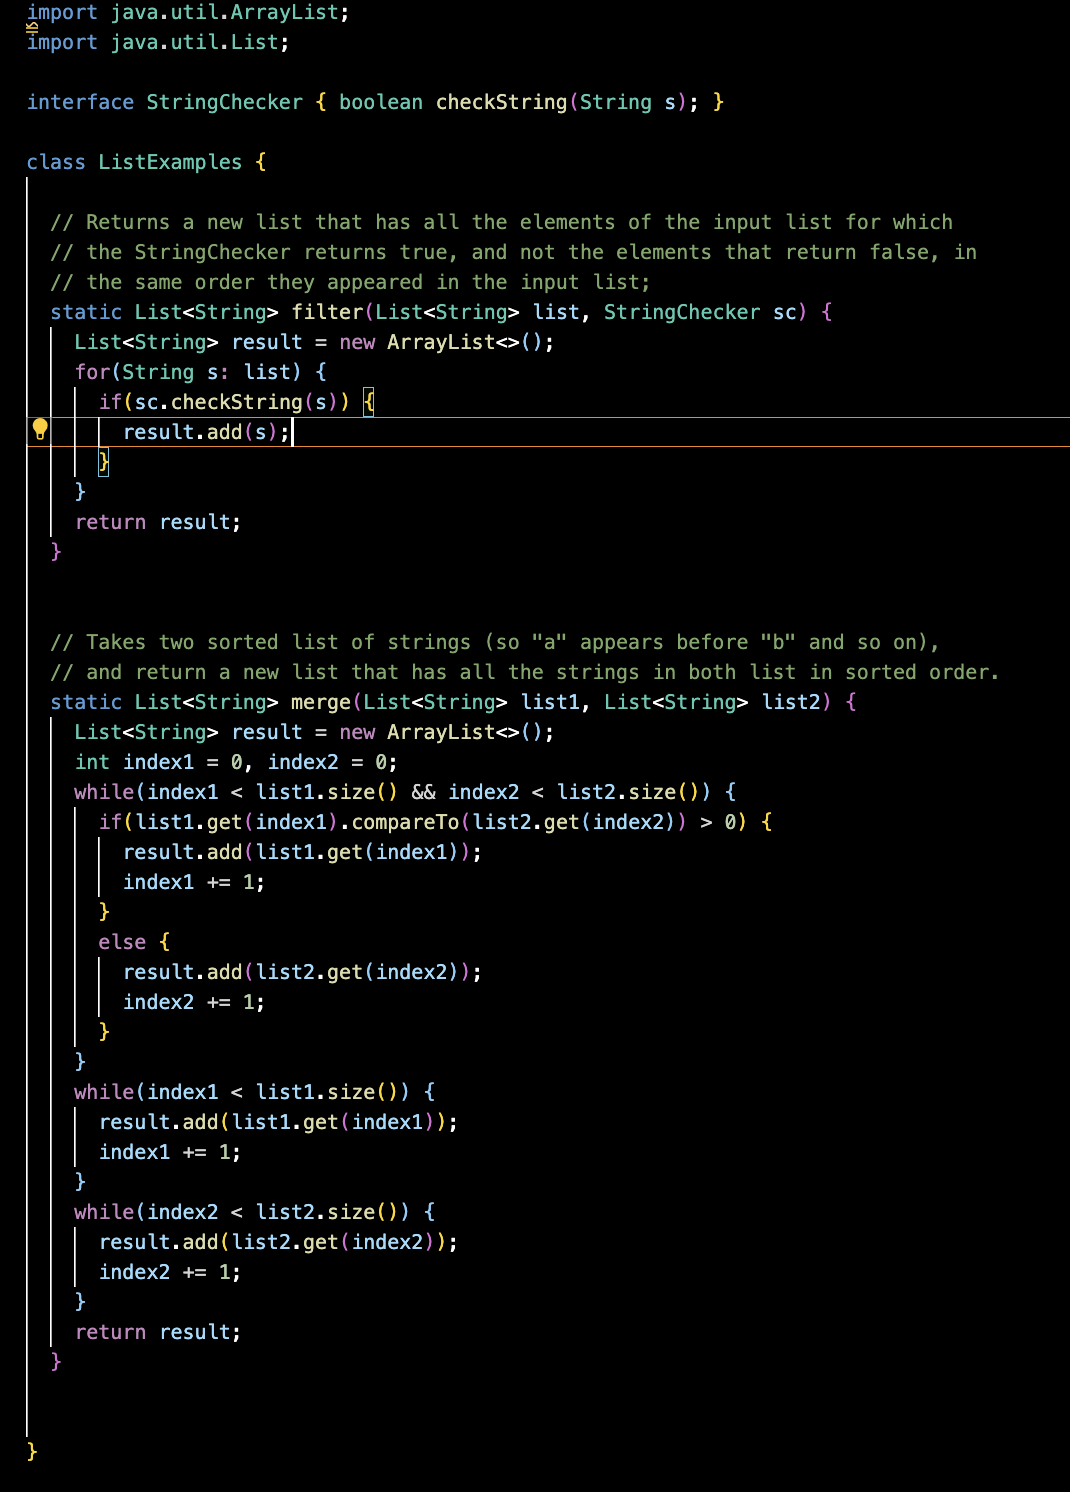 import java.util.ArrayList;
import java.util.List;
interface StringChecker { boolean checkString(String s); }
class ListExamples {
// Returns a new list that has all the elements of the input list for which
// the StringChecker returns true, and not the elements that return false, in
// the same order they appeared in the input list;
static List<String> filter(List<String> list, StringChecker sc) {
List<String> result = new ArrayList<>();
for(String s: list) {
if(sc.checkString(s)) {
result.add(s);
}
}
return result;
}
// Takes two sorted list of strings (so "a" appears before "b" and so on),
// and return a new list that has all the strings in both list in sorted order.
static List<String> merge(List<String> list1, List<String> list2) {
List<String> result = new ArrayList<>();
int index1 = 0, index2 = 0;
while(index1 < list1.size() && index2 < list2.size()) {
if(list1.get(index1).compareTo(list2.get(index2)) > 0) {
result.add(list1.get(index1));
index1 += 1;
}
else {
result.add(list2.get(index2));
index2 += 1;
}
}
while(index1 < list1.size()) {
result.add(list1.get(index1));
index1 += 1;
}
while(index2 < list2.size()) {
result.add(list2.get(index2));
index2 += 1;
}
return result;
}
}